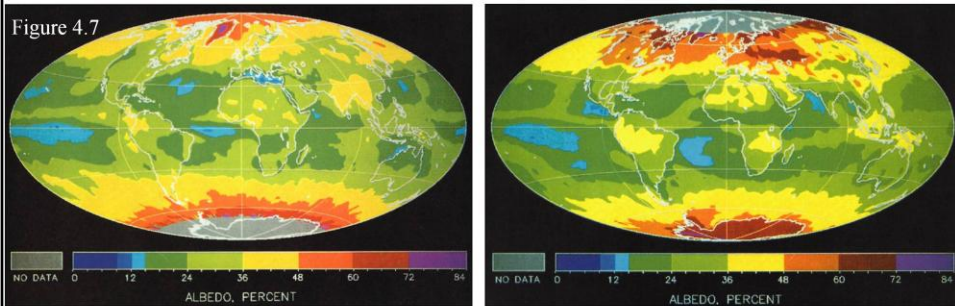 Figure 4.7
NO DATA 0 12 24 36 48 60 72 84
ALBEDO, PERCENT
NO DATA 0 12 24 36 48 60 72 84
ALBEDO, PERCENT